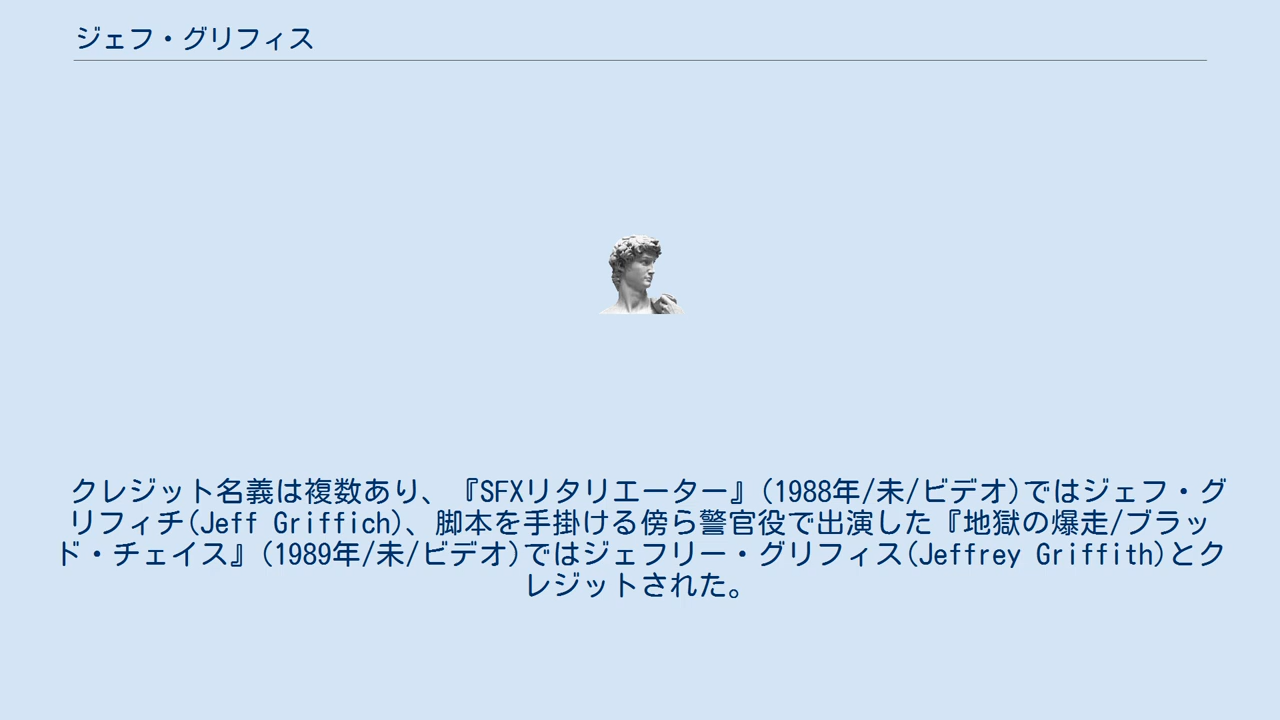 ジェフ・グリフィス
クレジット名義は複数あり、『SFXリタリエーター』(1988年/未/ビデオ)ではジェフ・グ
リフィチ(Jeff Griffich)、脚本を手掛ける傍ら警官役で出演した『地獄の爆走/ブラッ
ド・チェイス』(1989年/未/ビデオ)ではジェフリー・グリフィス(Jeffrey Griffith)とク
レジットされた。